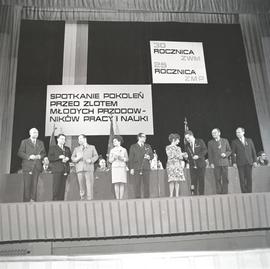 30
ROCZNICA
ZWM
25
ROCZNICA
ZMP
SPOTKANIE POKOLEŃ
PRZED ZLOTEM
MŁODYCH PRZODOW-
NIKÓW PRACY I NAUKI